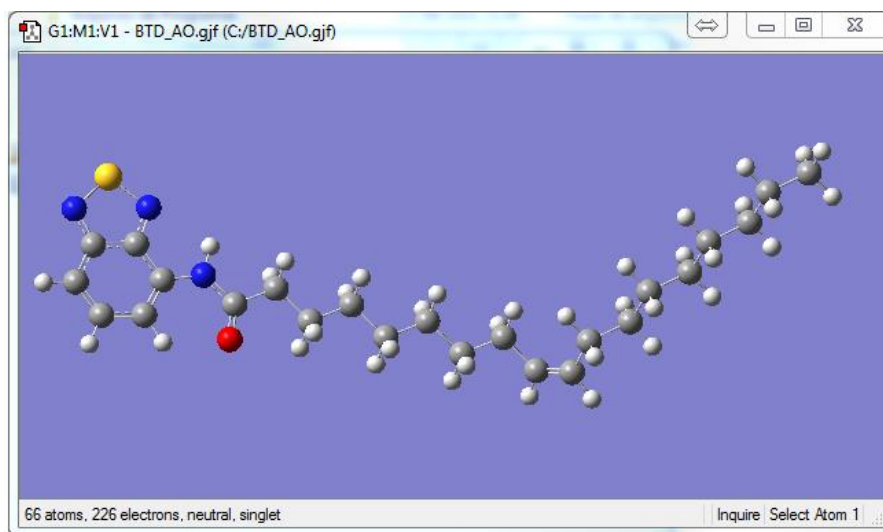 G1:M1:V1 - BTD_AO.gjf (C:/BTD_AO.gjf)
66 atoms, 226 electrons, neutral, singlet
Inquire
Select Atom 1